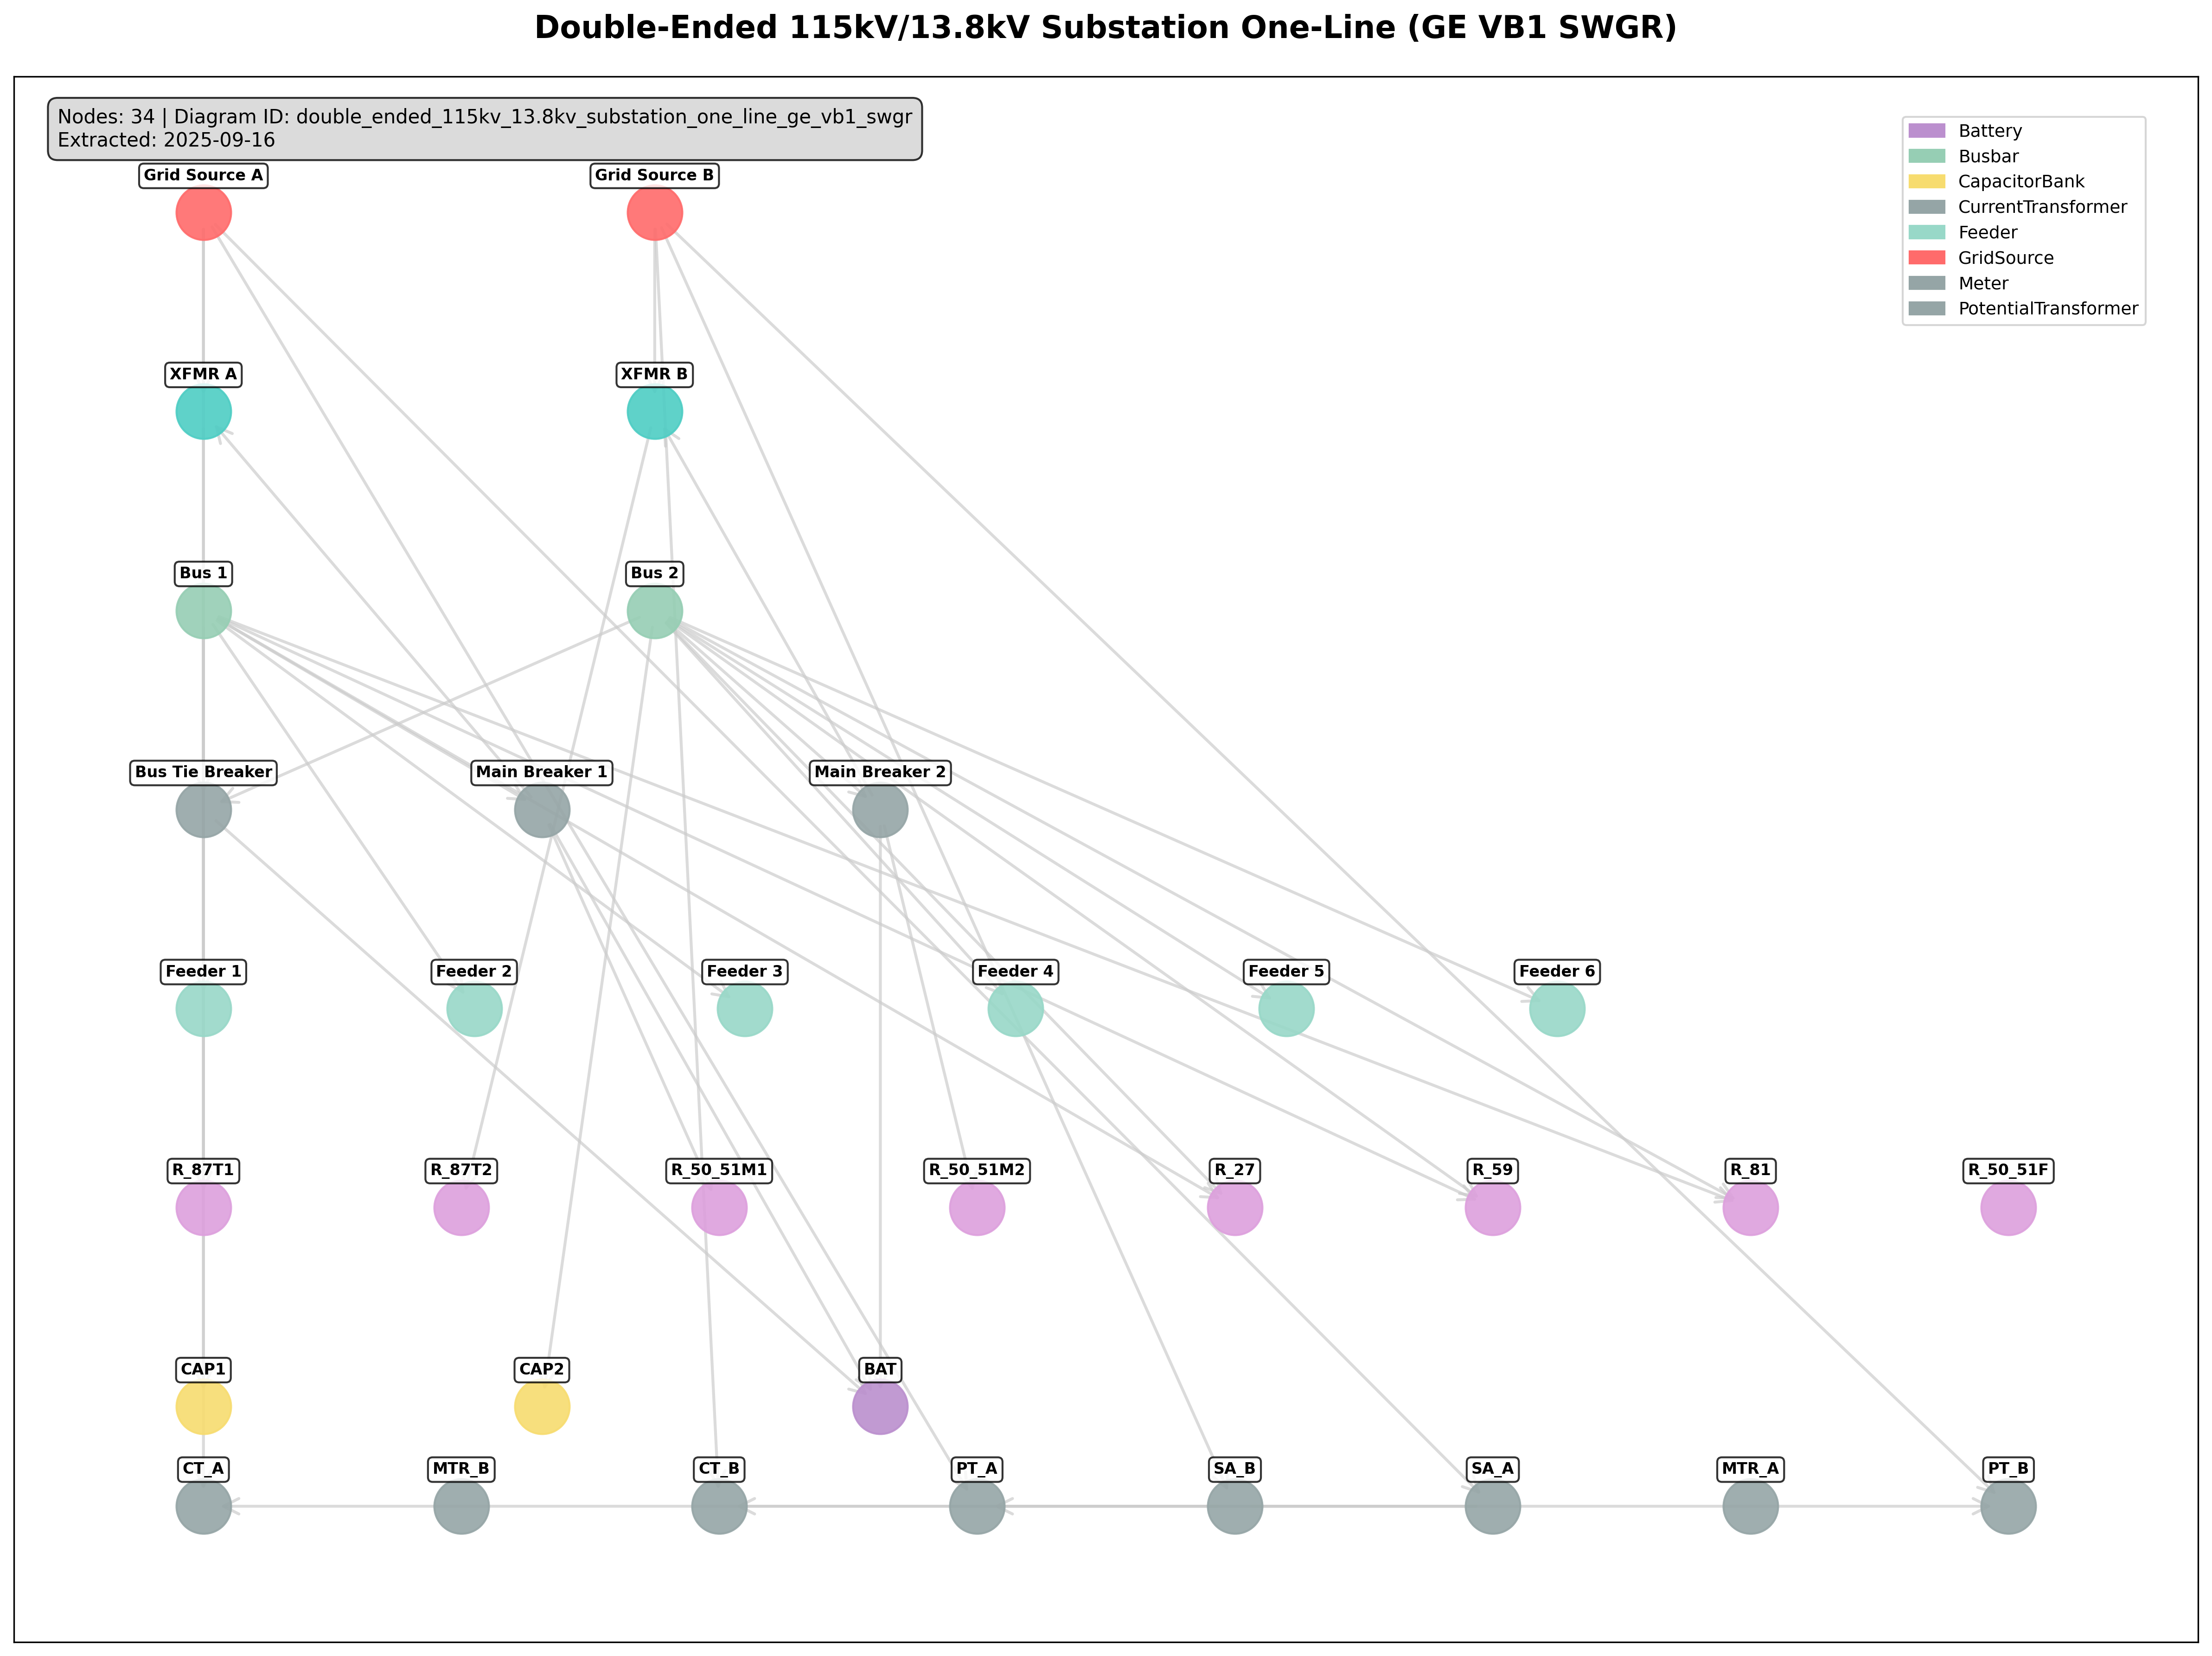 Double-Ended 115kV/13.8kV Substation One-Line (GE VB1 SWGR)
Nodes: 34 | Diagram ID: double_ended_115kv_13.8kv_substation_one_line_ge_vb1_swgr
Extracted: 2025-09-16
Battery
Busbar
CapacitorBank
CurrentTransformer
Feeder
GridSource
Meter
PotentialTransformer
Grid Source A
Grid Source B
XFMR A
XFMR B
Bus 1
Bus 2
Bus Tie Breaker
Main Breaker 1
Main Breaker 2
Feeder 1
Feeder 2
Feeder 3
Feeder 4
Feeder 5
Feeder 6
R_87T1
R_87T2
R_50_51M1
R_50_51M2
R_27
R_59
R_81
R_50_51F
CAP1
CAP2
BAT
CT_A
MTR_B
CT_B
PT_A
SA_B
SA_A
MTR_A
PT_B